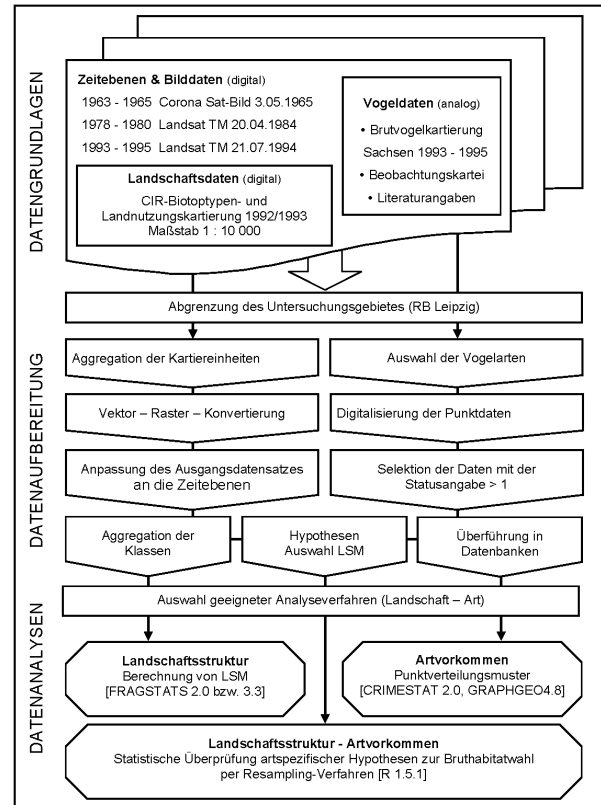 DATENGRUNDLAGEN
Zeitebenen & Bilddaten (digital)
1963 - 1965 Corona Sat-Bild 3.05.1965
1978 - 1980 Landsat TM 20.04.1984
1993 - 1995 Landsat TM 21.07.1994
Landschaftsdaten (digital)
CIR-Biotoptypen- und
Landnutzungskartierung 1992/1993
Maßstab 1 : 10 000
Vogeldaten (analog)
• Brutvogelkartierung
Sachsen 1993 - 1995
• Beobachtungskartei
• Literaturangaben
Abgrenzung des Untersuchungsgebietes (RB Leipzig)
DATENAUFBEREITUNG
Aggregation der Kartiereinheiten
Auswahl der Vogelarten
Vektor – Raster – Konvertierung
Digitalisierung der Punktdaten
Anpassung des Ausgangsdatensatzes
an die Zeitebenen
Selektion der Daten mit der
Statusangabe > 1
Aggregation der
Klassen
Hypothesen
Auswahl LSM
Überführung in
Datenbanken
DATENANALYSEN
Auswahl geeigneter Analyseverfahren (Landschaft – Art)
Landschaftsstruktur
Berechnung von LSM
[FRAGSTATS 2.0 bzw. 3.3]
Artvorkommen
Punktverteilungsmuster
[CRIMESTAT 2.0, GRAPHGEO4.8]
Landschaftsstruktur - Artvorkommen
Statistische Überprüfung artspezifischer Hypothesen zur Bruthabitatwahl
per Resampling-Verfahren [R 1.5.1]